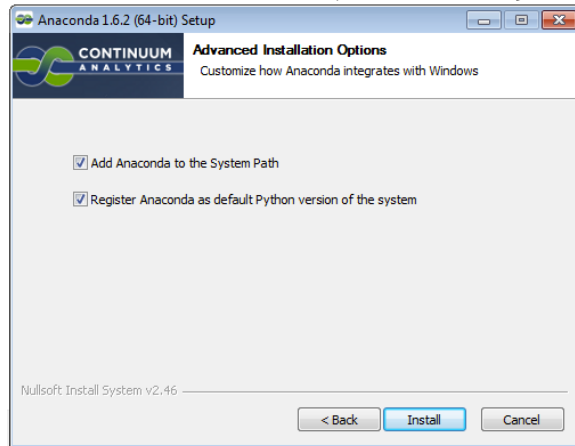 Anaconda 1.6.2 (64-bit) Setup
CONTINUUM
ANALYTICS
Advanced Installation Options
Customize how Anaconda integrates with Windows
Add Anaconda to the System Path
Register Anaconda as default Python version of the system
Nullsoft Install System v2.46
< Back
Install
Cancel